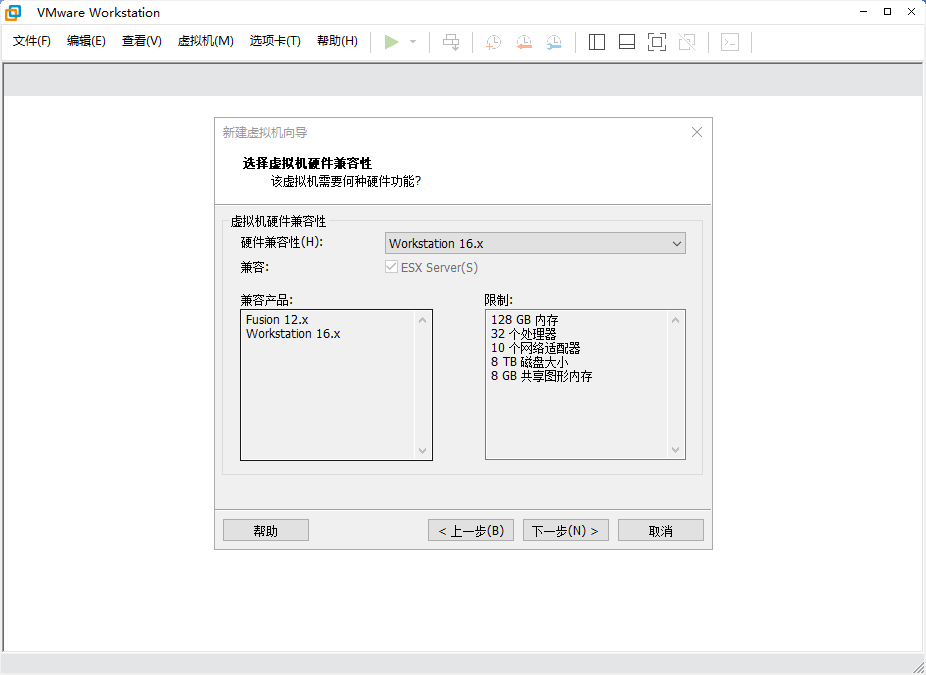 VMware Workstation
文件(F) 编辑(E) 查看(V) 虚拟机(M) 选项卡(T) 帮助(H)
新建虚拟机向导
选择虚拟机硬件兼容性
该虚拟机需要何种硬件功能?
虚拟机硬件兼容性
硬件兼容性(H): Workstation 16.x
兼容: ESX Server(S)
兼容产品:
Fusion 12.x
Workstation 16.x
限制:
128 GB 内存
32 个处理器
10 个网络适配器
8 TB 磁盘大小
8 GB 共享图形内存
帮助 < 上一步(B) 下一步(N) > 取消